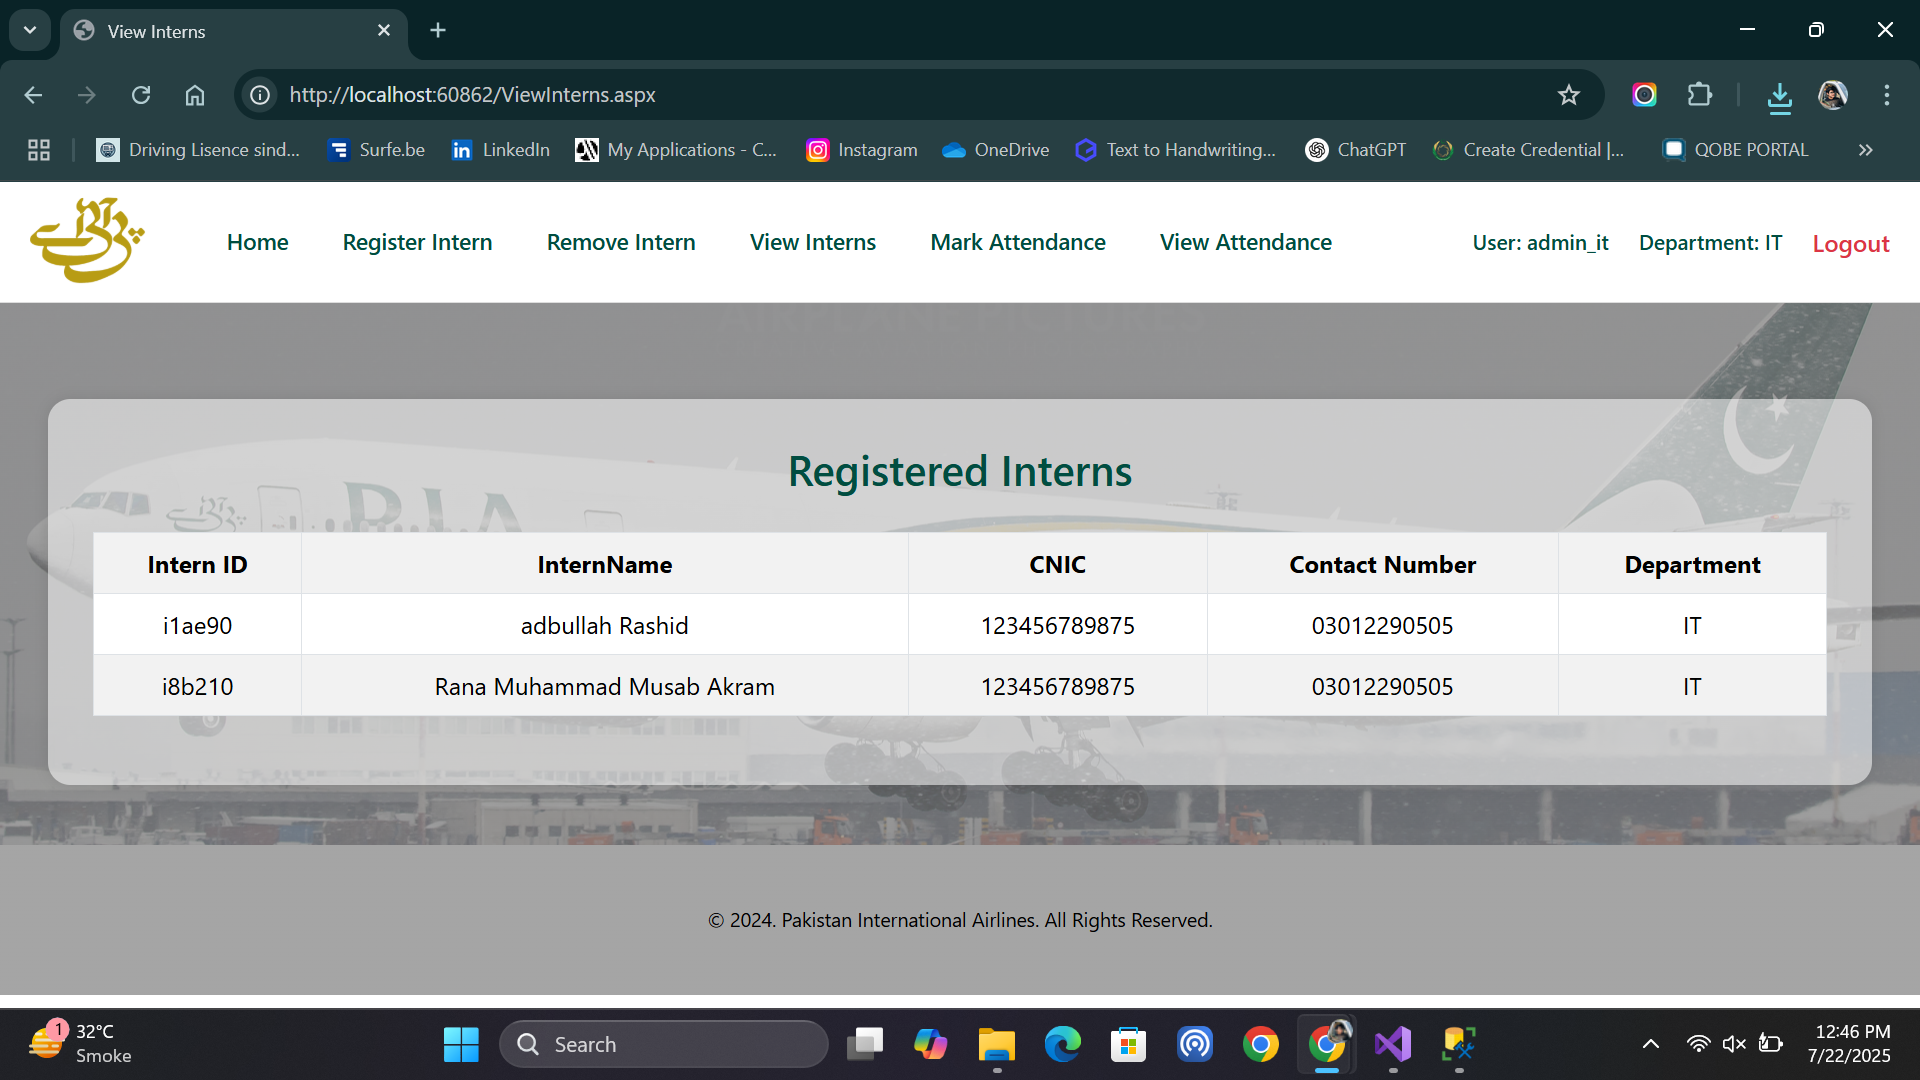 View Interns
http://localhost:60862/ViewInterns.aspx
Driving Lisence sind... Surfe.be LinkedIn My Applications - C... Instagram OneDrive Text to Handwriting... ChatGPT Create Credential |... QOBE PORTAL
Home Register Intern Remove Intern View Interns Mark Attendance View Attendance User: admin_it Department: IT Logout
AIRPLANE PICTURES
PIA
Registered Interns
Intern ID InternName CNIC Contact Number Department
i1ae90 adbullah Rashid 123456789875 03012290505 IT
i8b210 Rana Muhammad Musab Akram 123456789875 03012290505 IT
© 2024. Pakistan International Airlines. All Rights Reserved.
1
32°C
Smoke
Search
12:46 PM
7/22/2025